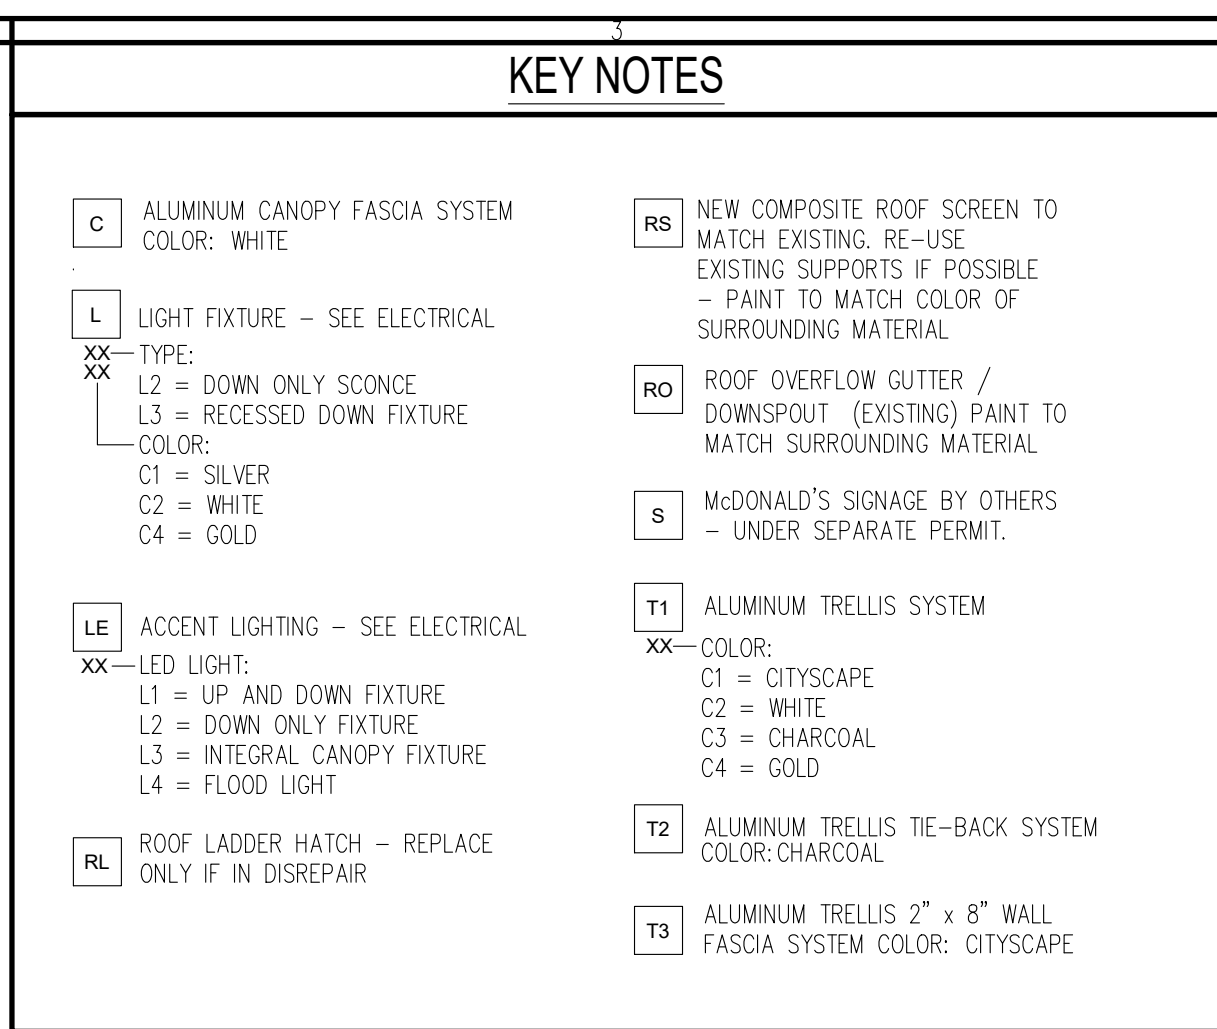 3
KEY NOTES
C
ALUMINUM CANOPY FASCIA SYSTEM
COLOR: WHITE
L
LIGHT FIXTURE – SEE ELECTRICAL
XX
TYPE:
XX
L2 = DOWN ONLY SCONCE
L3 = RECESSED DOWN FIXTURE
COLOR:
C1 = SILVER
C2 = WHITE
C4 = GOLD
LE
ACCENT LIGHTING – SEE ELECTRICAL
XX
LED LIGHT:
L1 = UP AND DOWN FIXTURE
L2 = DOWN ONLY FIXTURE
L3 = INTEGRAL CANOPY FIXTURE
L4 = FLOOD LIGHT
RL
ROOF LADDER HATCH – REPLACE
ONLY IF IN DISREPAIR
RS
NEW COMPOSITE ROOF SCREEN TO
MATCH EXISTING. RE–USE
EXISTING SUPPORTS IF POSSIBLE
– PAINT TO MATCH COLOR OF
SURROUNDING MATERIAL
RO
ROOF OVERFLOW GUTTER /
DOWNSPOUT (EXISTING) PAINT TO
MATCH SURROUNDING MATERIAL
S
McDONALD'S SIGNAGE BY OTHERS
– UNDER SEPARATE PERMIT.
T1
ALUMINUM TRELLIS SYSTEM
XX
COLOR:
C1 = CITYSCAPE
C2 = WHITE
C3 = CHARCOAL
C4 = GOLD
T2
ALUMINUM TRELLIS TIE–BACK SYSTEM
COLOR: CHARCOAL
T3
ALUMINUM TRELLIS 2" x 8" WALL
FASCIA SYSTEM COLOR: CITYSCAPE